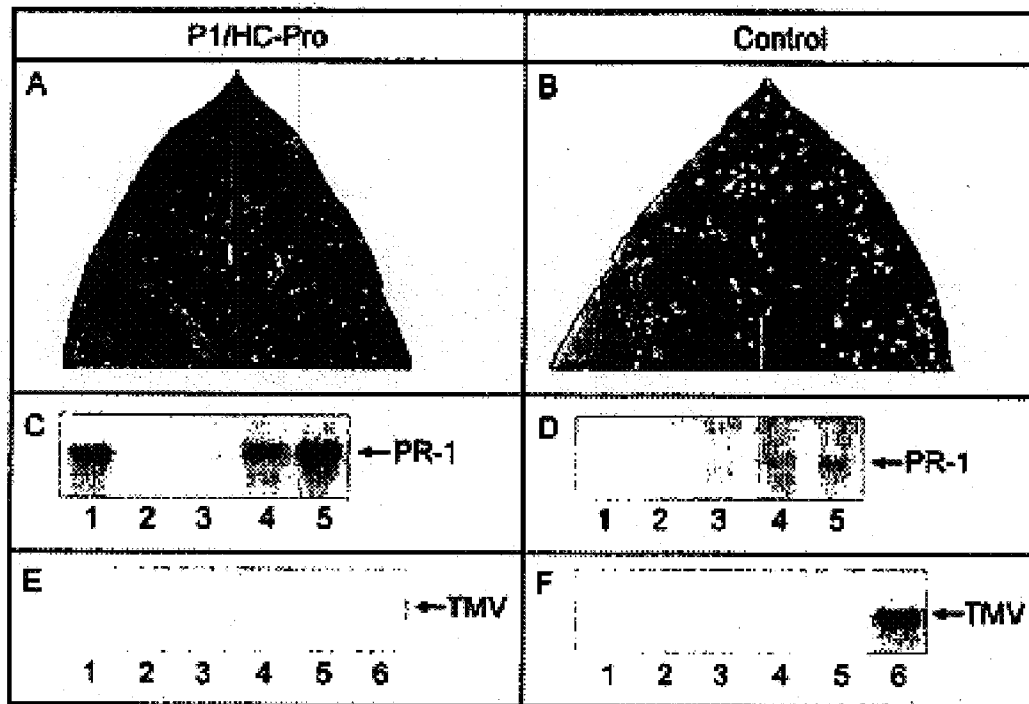 P1/HC-Pro
Control
A
B
C
PR-1
1 2 3 4 5
D
PR-1
1 2 3 4 5
E
TMV
1 2 3 4 5 6
F
TMV
1 2 3 4 5 6